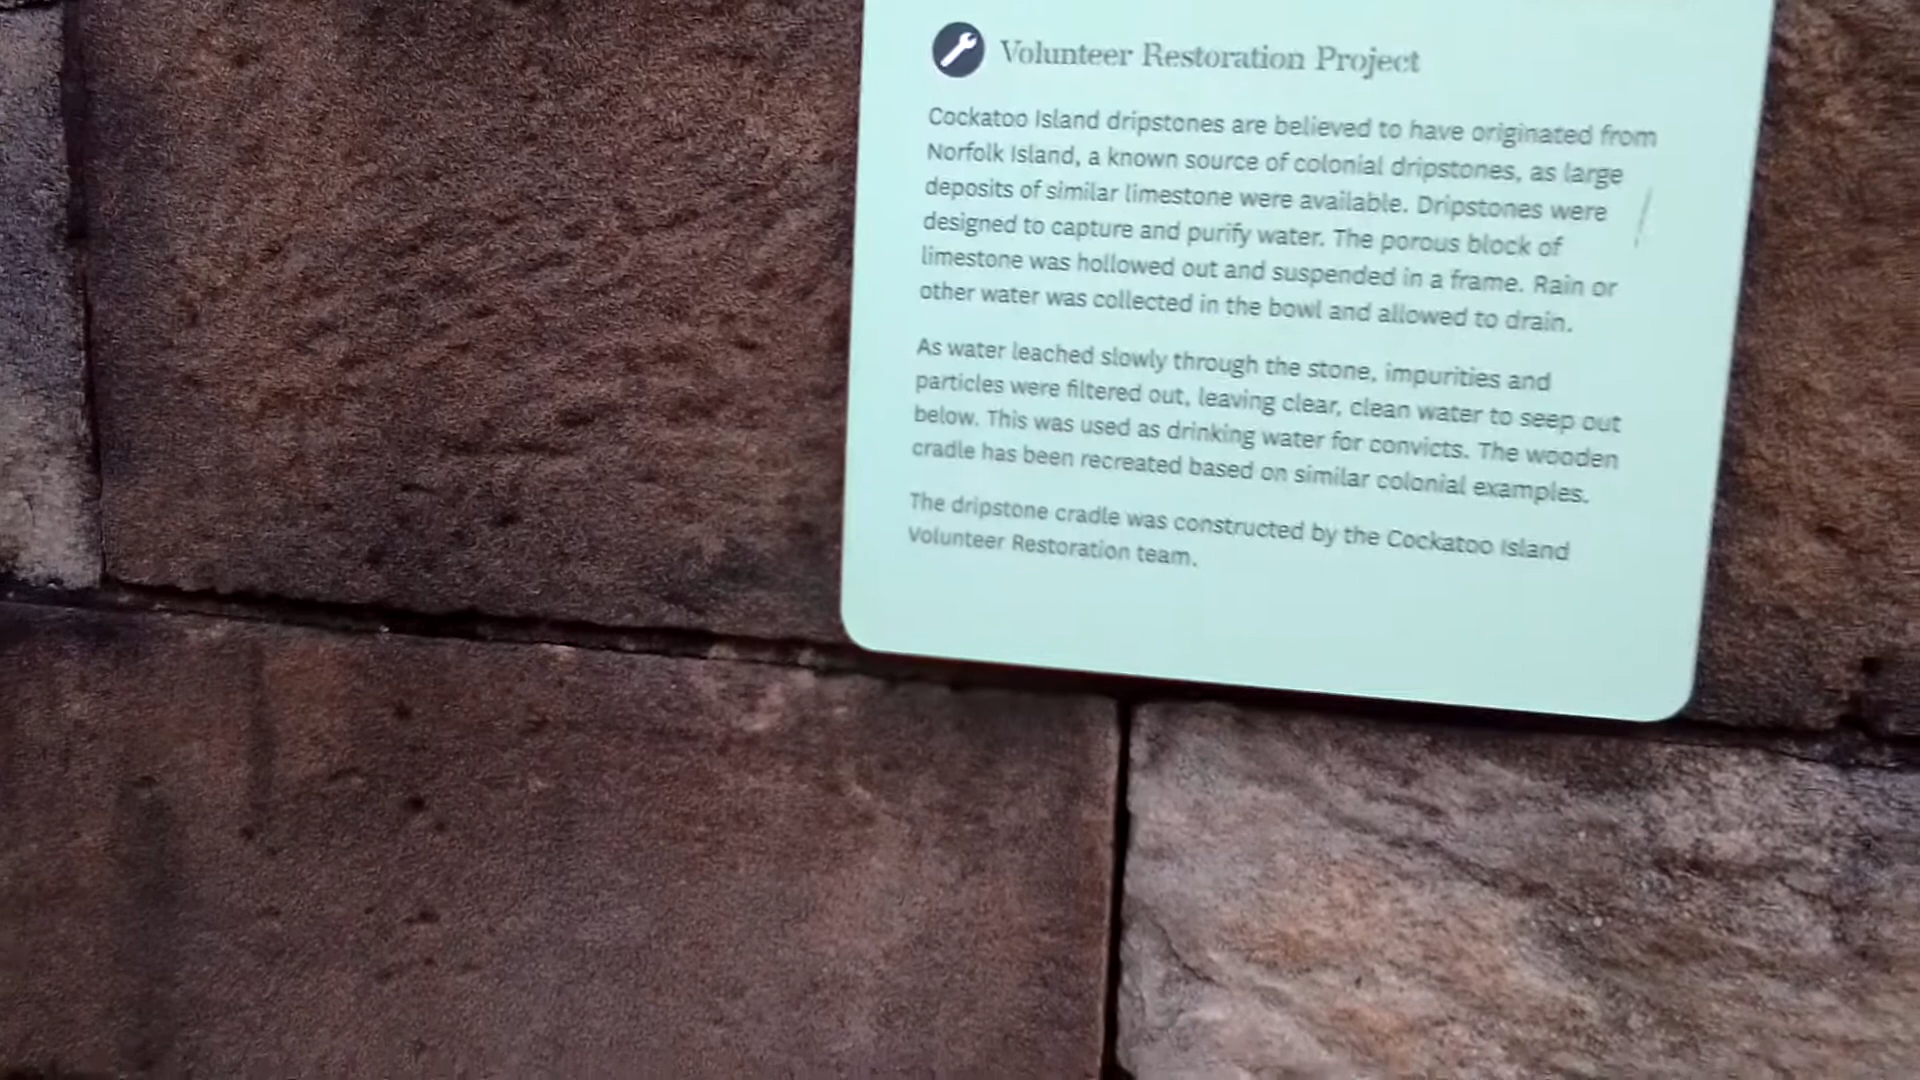 Volunteer Restoration Project
Cockatoo Island dripstones are believed to have originated from
Norfolk Island, a known source of colonial dripstones, as large
deposits of similar limestone were available. Dripstones were
designed to capture and purify water. The porous block of
limestone was hollowed out and suspended in a frame. Rain or
other water was collected in the bowl and allowed to drain.
As water leached slowly through the stone, impurities and
particles were filtered out, leaving clear, clean water to seep out
below. This was used as drinking water for convicts. The wooden
cradle has been recreated based on similar colonial examples.
The dripstone cradle was constructed by the Cockatoo Island
Volunteer Restoration team.